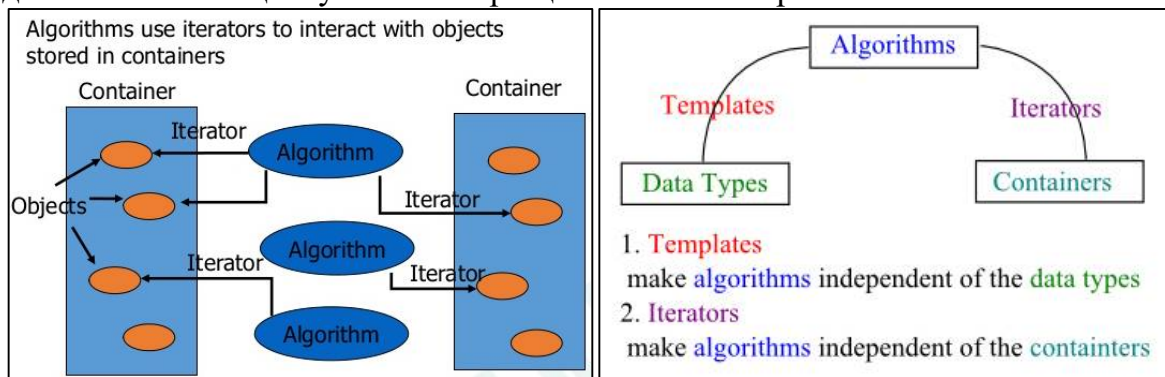 Algorithms use iterators to interact with objects
stored in containers
Container
Container
Iterator
Algorithm
Objects
Iterator
Algorithm
Iterator
Iterator
Algorithm
Algorithms
Templates
Iterators
Data Types
Containers
1. Templates
make algorithms independent of the data types
2. Iterators
make algorithms independent of the containters